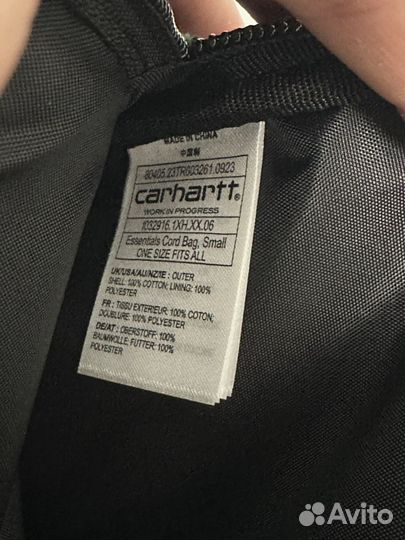 MADE IN CHINA
中国制
80405.23TR603261.0923
carhartt®
WORK IN PROGRESS
I032916.1XH.XX.06
Essentials Cord Bag, Small
ONE SIZE FITS ALL
UK/USA/AU/NZ/IE : OUTER
SHELL: 100% COTTON; LINING: 100%
POLYESTER
FR : TISSU EXTERIEUR: 100% COTON;
DOUBLURE: 100% POLYESTER
DE/AT : OBERSTOFF: 100%
BAUMWOLLE; FUTTER: 100%
POLYESTER
Avito